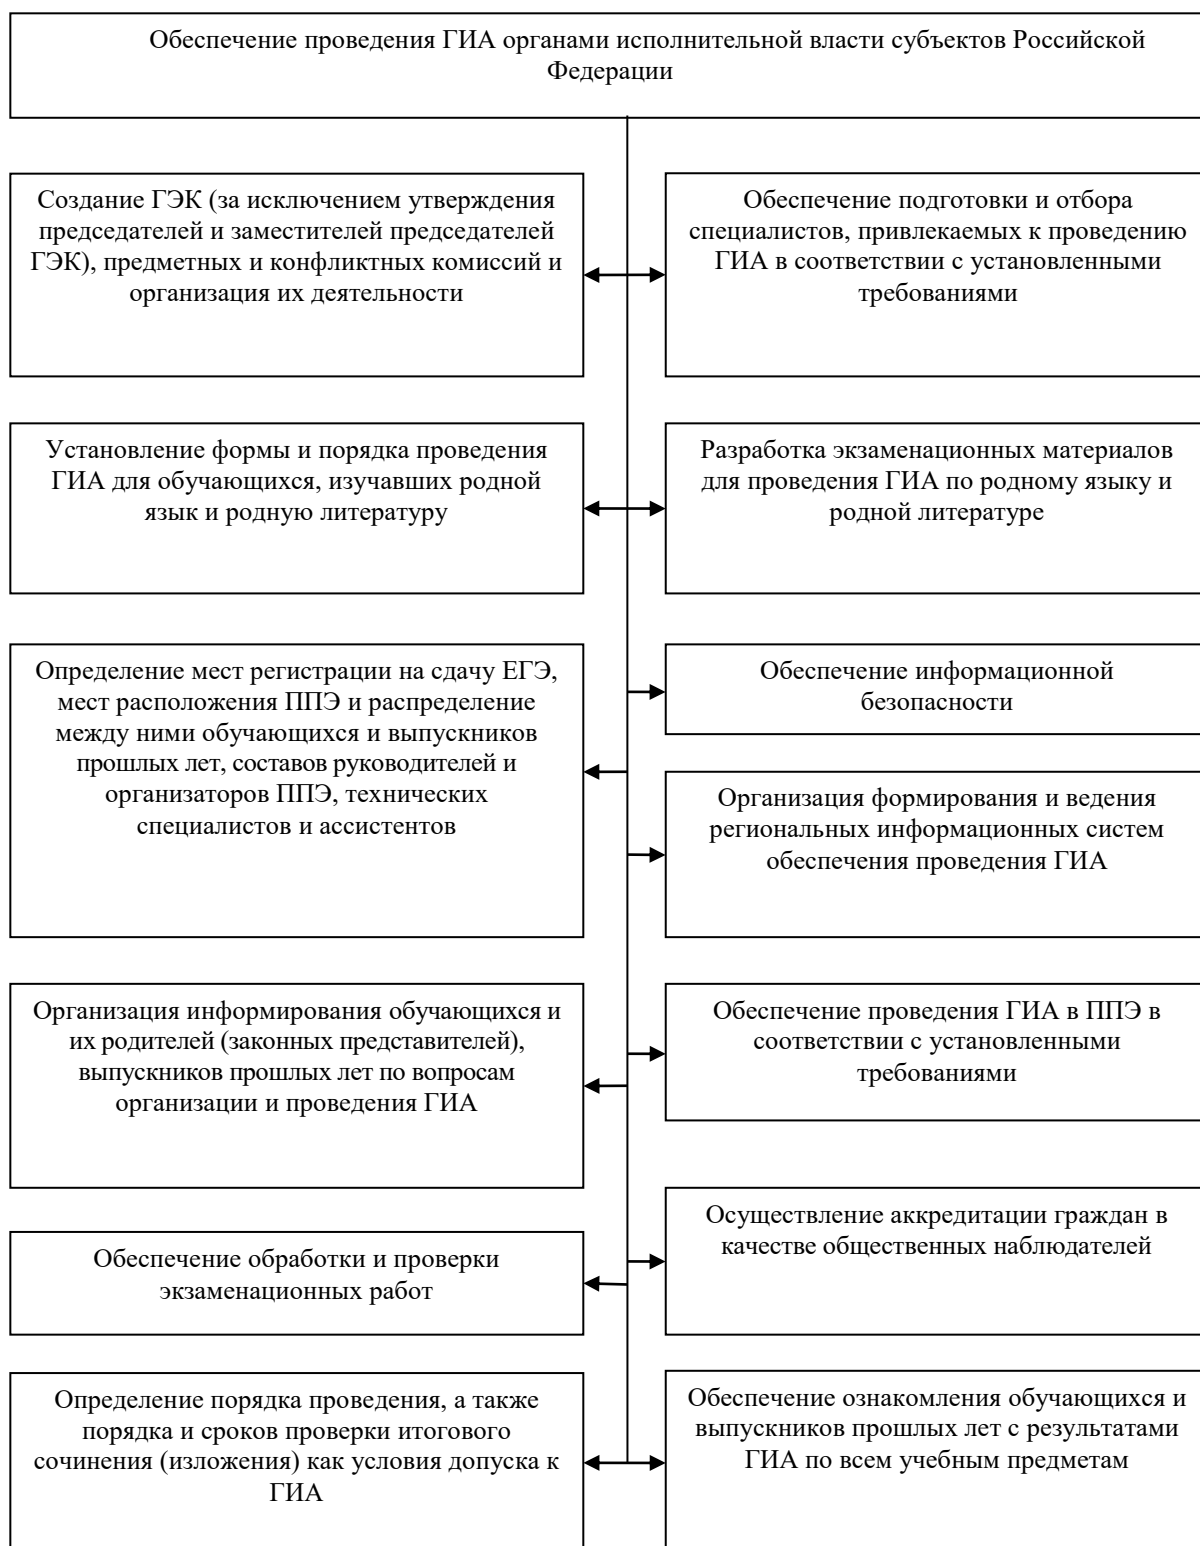 Обеспечение проведения ГИА органами исполнительной власти субъектов Российской
Федерации
Создание ГЭК (за исключением утверждения
председателей и заместителей председателей
ГЭК), предметных и конфликтных комиссий и
организация их деятельности
Обеспечение подготовки и отбора
специалистов, привлекаемых к проведению
ГИА в соответствии с установленными
требованиями
Установление формы и порядка проведения
ГИА для обучающихся, изучавших родной
язык и родную литературу
Разработка экзаменационных материалов
для проведения ГИА по родному языку и
родной литературе
Определение мест регистрации на сдачу ЕГЭ,
мест расположения ППЭ и распределение
между ними обучающихся и выпускников
прошлых лет, составов руководителей и
организаторов ППЭ, технических
специалистов и ассистентов
Обеспечение информационной
безопасности
Организация формирования и ведения
региональных информационных систем
обеспечения проведения ГИА
Организация информирования обучающихся и
их родителей (законных представителей),
выпускников прошлых лет по вопросам
организации и проведения ГИА
Обеспечение проведения ГИА в ППЭ в
соответствии с установленными
требованиями
Осуществление аккредитации граждан в
качестве общественных наблюдателей
Обеспечение обработки и проверки
экзаменационных работ
Определение порядка проведения, а также
порядка и сроков проверки итогового
сочинения (изложения) как условия допуска к
ГИА
Обеспечение ознакомления обучающихся и
выпускников прошлых лет с результатами
ГИА по всем учебным предметам